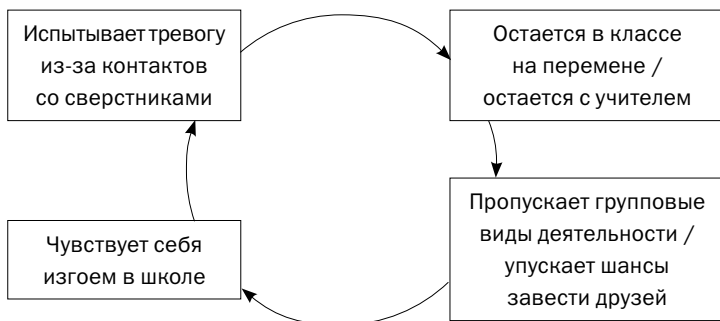 Испытывает тревогу
из-за контактов
со сверстниками
Остается в классе
на перемене /
остается с учителем
Пропускает групповые
виды деятельности /
упускает шансы
завести друзей
Чувствует себя
изгоем в школе